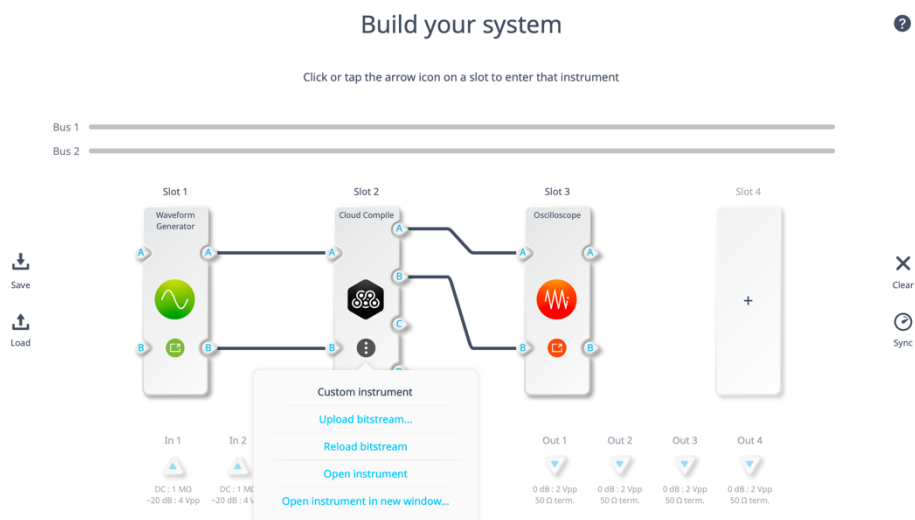 Build your system
?
Click or tap the arrow icon on a slot to enter that instrument
Bus 1
Bus 2
Slot 1
Slot 2
Slot 3
Slot 4
Waveform
Generator
Cloud Compile
Oscilloscope
A
A
A
A
A
A
B
C
B
B
B
B
B
+
Save
Load
Clear
Sync
Custom instrument
Upload bitstream...
Reload bitstream
Open instrument
Open instrument in new window...
In 1
In 2
Out 1
Out 2
Out 3
Out 4
DC : 1 MΩ
−20 dB : 4 Vpp
0 dB : 2 Vpp
50 Ω term.
0 dB : 2 Vpp
50 Ω term.
0 dB : 2 Vpp
50 Ω term.
0 dB : 2 Vpp
50 Ω term.